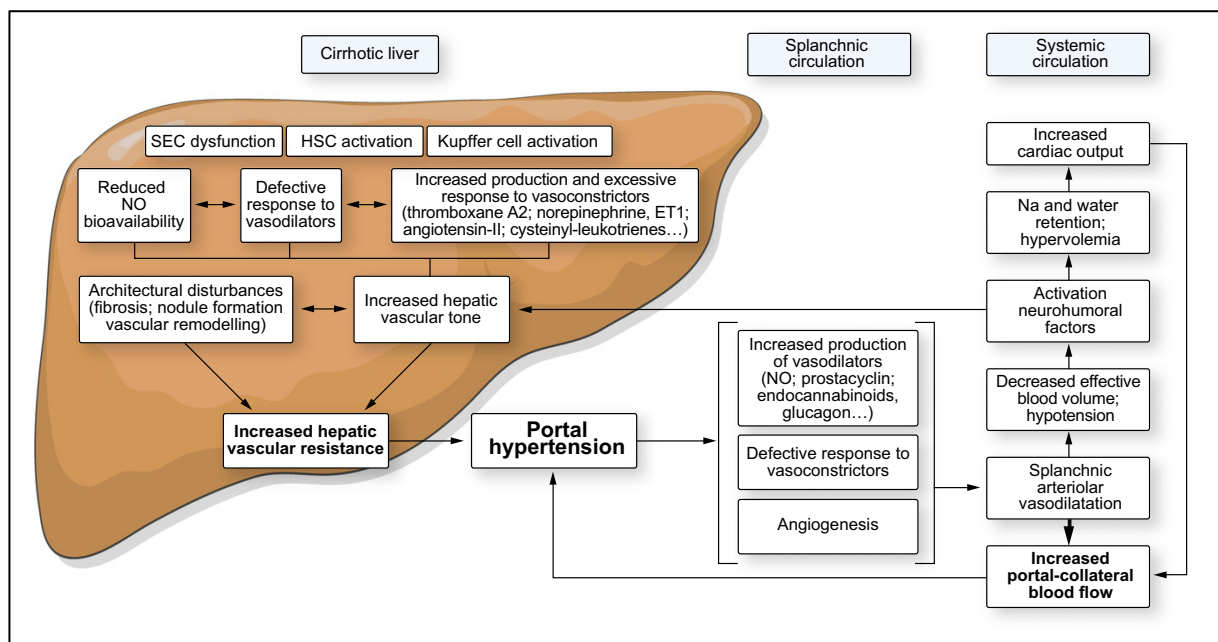 Cirrhotic liver
Splanchnic
circulation
Systemic
circulation
SEC dysfunction
HSC activation
Kupffer cell activation
Reduced
NO
bioavailability
Defective
response to
vasodilators
Increased production and excessive
response to vasoconstrictors
(thromboxane A2; norepinephrine, ET1;
angiotensin-II; cysteinyl-leukotrienes…)
Architectural disturbances
(fibrosis; nodule formation
vascular remodelling)
Increased hepatic
vascular tone
Increased hepatic
vascular resistance
Portal
hypertension
Increased production
of vasodilators
(NO; prostacyclin;
endocannabinoids,
glucagon…)
Defective response to
vasoconstrictors
Angiogenesis
Increased
cardiac output
Na and water
retention;
hypervolemia
Activation
neurohumoral
factors
Decreased effective
blood volume;
hypotension
Splanchnic
arteriolar
vasodilatation
Increased
portal-collateral
blood flow